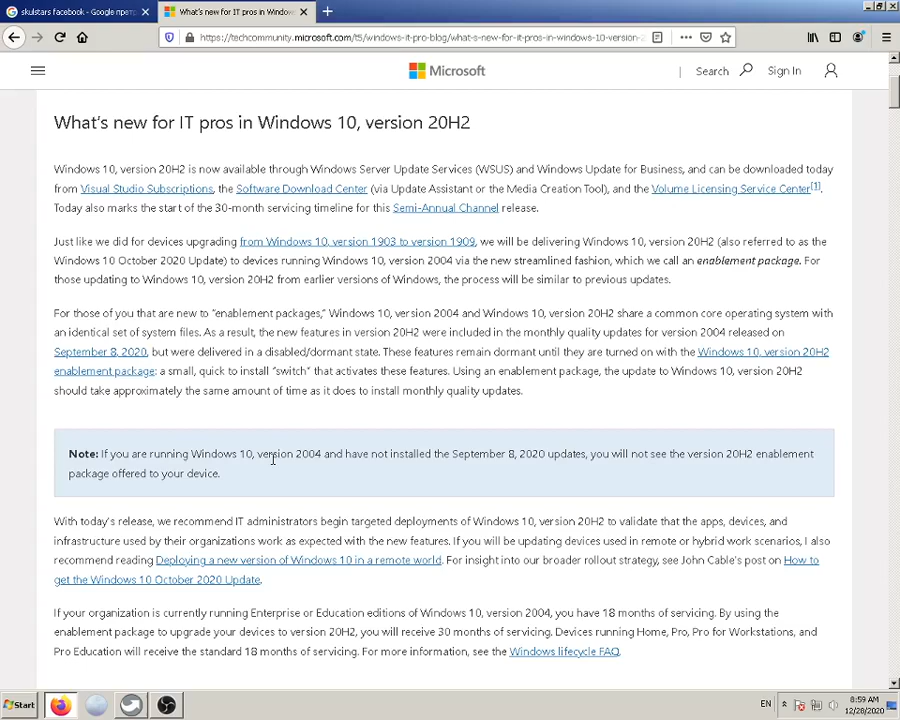 skulstars facebook - Google прет
What's new for IT pros in Windows
https://techcommunity.microsoft.com/t5/windows-it-pro-blog/what-s-new-for-it-pros-in-windows-10-version-
Microsoft
Search
Sign In
What's new for IT pros in Windows 10, version 20H2
Windows 10, version 20H2 is now available through Windows Server Update Services (WSUS) and Windows Update for Business, and can be downloaded today
from Visual Studio Subscriptions, the Software Download Center (via Update Assistant or the Media Creation Tool), and the Volume Licensing Service Center[1].
Today also marks the start of the 30-month servicing timeline for this Semi-Annual Channel release.
Just like we did for devices upgrading from Windows 10, version 1903 to version 1909, we will be delivering Windows 10, version 20H2 (also referred to as the
Windows 10 October 2020 Update) to devices running Windows 10, version 2004 via the new streamlined fashion, which we call an enablement package. For
those updating to Windows 10, version 20H2 from earlier versions of Windows, the process will be similar to previous updates.
For those of you that are new to "enablement packages," Windows 10, version 2004 and Windows 10, version 20H2 share a common core operating system with
an identical set of system files. As a result, the new features in version 20H2 were included in the monthly quality updates for version 2004 released on
September 8, 2020, but were delivered in a disabled/dormant state. These features remain dormant until they are turned on with the Windows 10, version 20H2
enablement package: a small, quick to install "switch" that activates these features. Using an enablement package, the update to Windows 10, version 20H2
should take approximately the same amount of time as it does to install monthly quality updates.
Note: If you are running Windows 10, version 2004 and have not installed the September 8, 2020 updates, you will not see the version 20H2 enablement
package offered to your device.
With today's release, we recommend IT administrators begin targeted deployments of Windows 10, version 20H2 to validate that the apps, devices, and
infrastructure used by their organizations work as expected with the new features. If you will be updating devices used in remote or hybrid work scenarios, I also
recommend reading Deploying a new version of Windows 10 in a remote world. For insight into our broader rollout strategy, see John Cable's post on How to
get the Windows 10 October 2020 Update.
If your organization is currently running Enterprise or Education editions of Windows 10, version 2004, you have 18 months of servicing. By using the
enablement package to upgrade your devices to version 20H2, you will receive 30 months of servicing. Devices running Home, Pro, Pro for Workstations, and
Pro Education will receive the standard 18 months of servicing. For more information, see the Windows lifecycle FAQ.
Start
EN
8:59 AM
12/28/2020